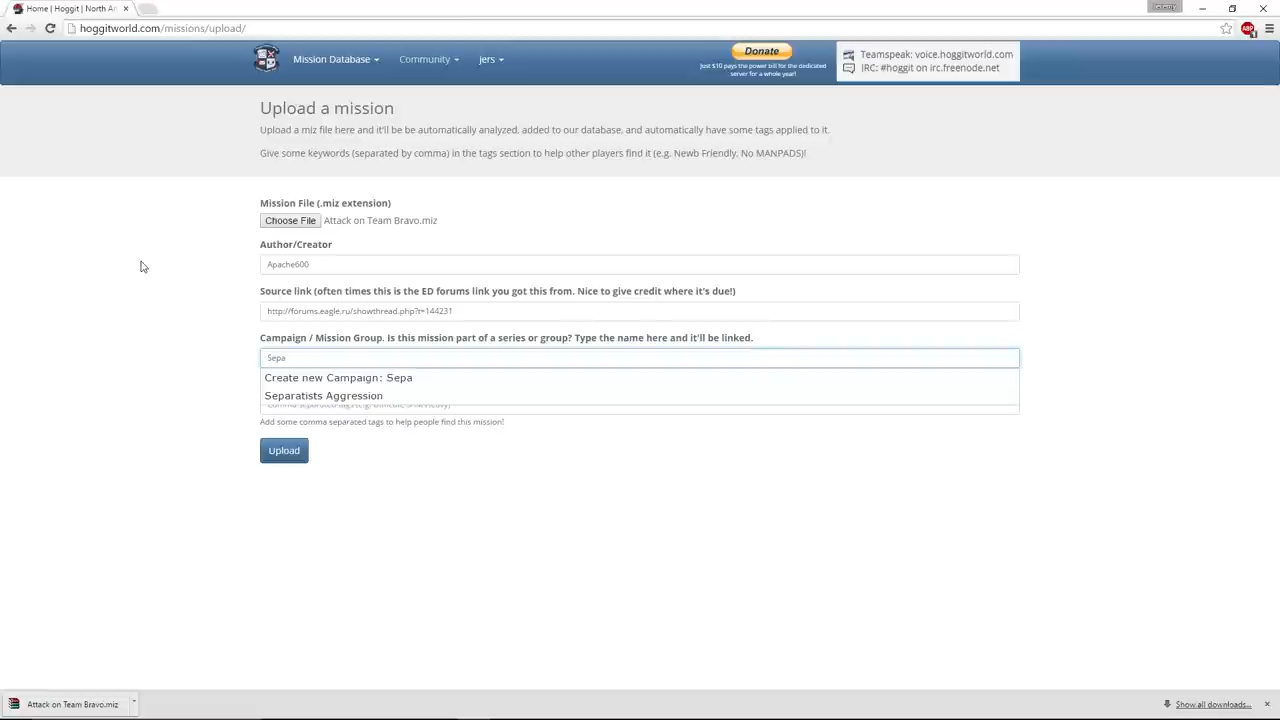 Home | Hoggit | North Ar
Jeremy
hoggitworld.com/missions/upload/
ABP
Mission Database
Community
jers
Donate
Just $10 pays the power bill for the dedicated
server for a whole year!
Teamspeak: voice.hoggitworld.com
IRC: #hoggit on irc.freenode.net
Upload a mission
Upload a miz file here and it'll be be automatically analyzed, added to our database, and automatically have some tags applied to it.
Give some keywords (separated by comma) in the tags section to help other players find it (e.g. Newb Friendly, No MANPADS)!
Mission File (.miz extension)
Choose File Attack on Team Bravo.miz
Author/Creator
Apache600
Source link (often times this is the ED forums link you got this from. Nice to give credit where it's due!)
http://forums.eagle.ru/showthread.php?t=144231
Campaign / Mission Group. Is this mission part of a series or group? Type the name here and it'll be linked.
Sepa
Create new Campaign: Sepa
Separatists Aggression
Add some comma separated tags to help people find this mission!
Upload
Attack on Team Bravo.miz
Show all downloads...